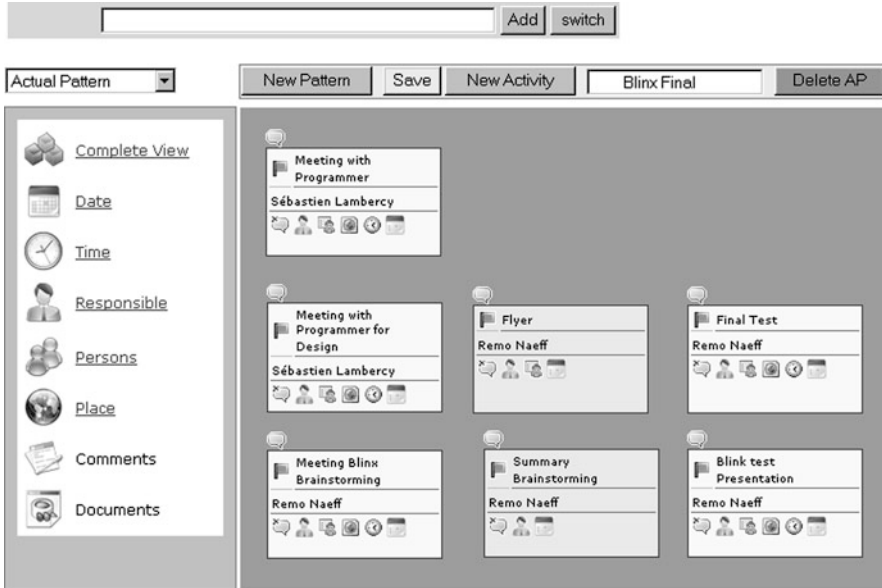 Add switch
Actual Pattern
New Pattern Save New Activity Blinx Final Delete AP
Complete View
Date
Time
Responsible
Persons
Place
Comments
Documents
Meeting with
Programmer
Sébastien Lambercy
Meeting with
Programmer for
Design
Sébastien Lambercy
Flyer
Remo Naeff
Final Test
Remo Naeff
Meeting Blinx
Brainstorming
Remo Naeff
Summary
Brainstorming
Remo Naeff
Blink test
Presentation
Remo Naeff